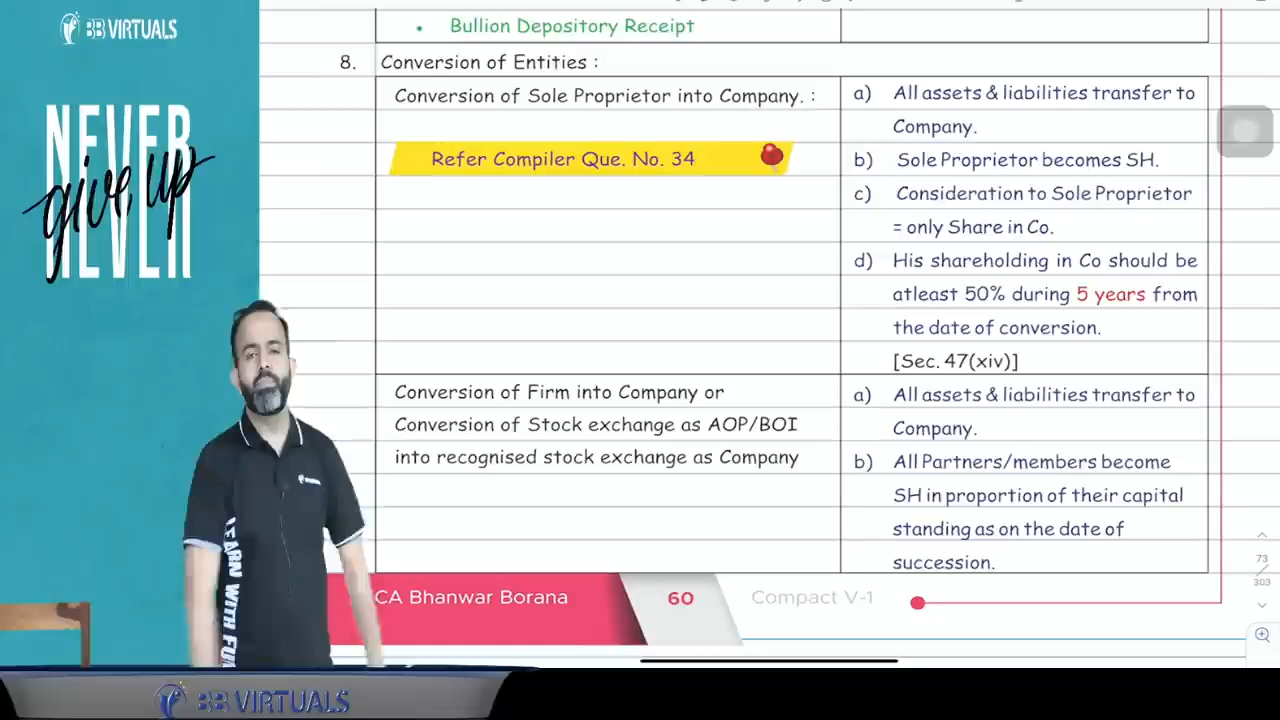 BB VIRTUALS
• Bullion Depository Receipt
8. Conversion of Entities :
Conversion of Sole Proprietor into Company. :
Refer Compiler Que. No. 34
a) All assets & liabilities transfer to
Company.
b) Sole Proprietor becomes SH.
c) Consideration to Sole Proprietor
= only Share in Co.
d) His shareholding in Co should be
atleast 50% during 5 years from
the date of conversion.
[Sec. 47(xiv)]
Conversion of Firm into Company or
Conversion of Stock exchange as AOP/BOI
into recognised stock exchange as Company
a) All assets & liabilities transfer to
Company.
b) All Partners/members become
SH in proportion of their capital
standing as on the date of
succession.
NEVER
give up
NEVER
LEARN WITH FUN
73
303
CA Bhanwar Borana 60 Compact V-1
BB VIRTUALS